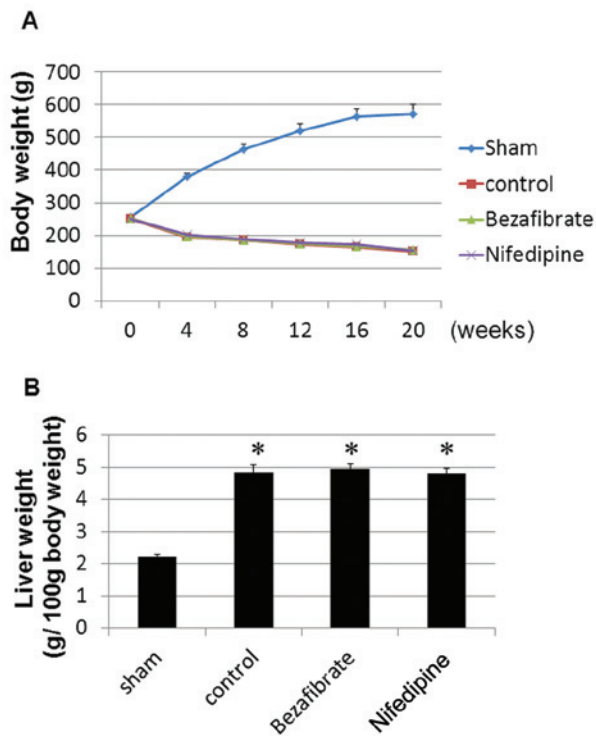 A
Body weight (g)
700
600
500
400
300
200
100
0
0 4 8 12 16 20 (weeks)
Sham
control
Bezafibrate
Nifedipine
B
Liver weight
(g/ 100g body weight)
6
5
4
3
2
1
0
* * *
sham control Bezafibrate Nifedipine